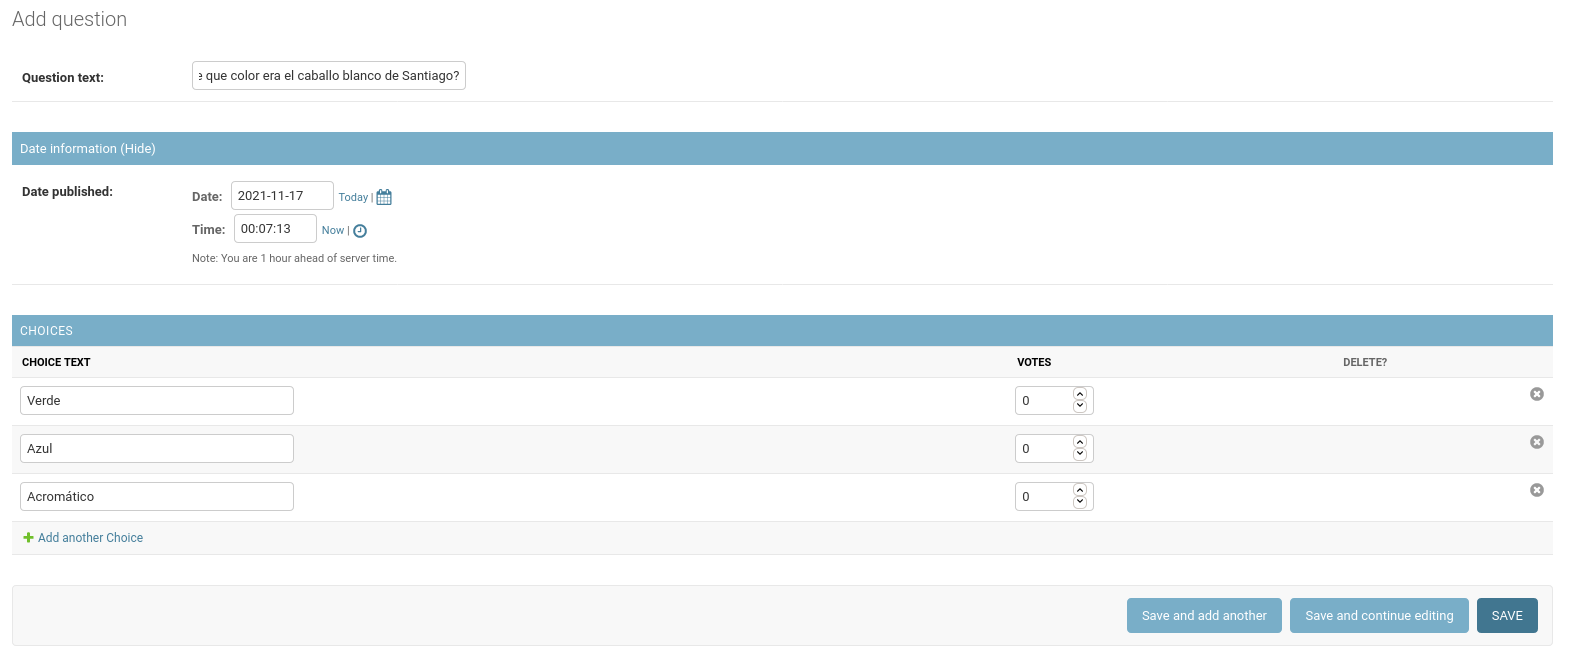 Add question
Question text: e que color era el caballo blanco de Santiago?
Date information (Hide)
Date published:
Date: 2021-11-17 Today |
Time: 00:07:13 Now |
Note: You are 1 hour ahead of server time.
CHOICES
CHOICE TEXT VOTES DELETE?
Verde 0
Azul 0
Acromático 0
Add another Choice
Save and add another Save and continue editing SAVE